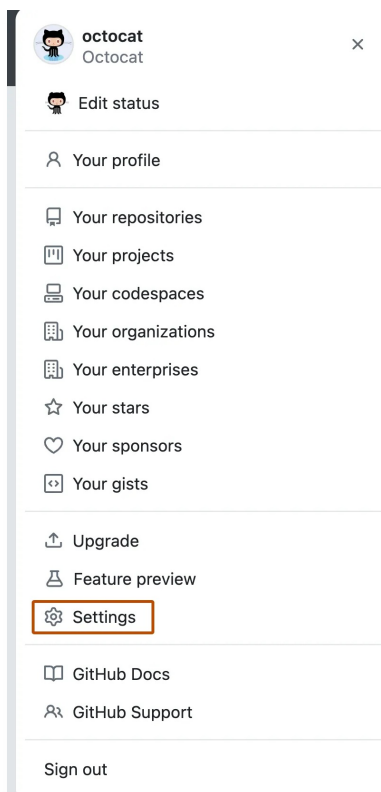 octocat
Octocat
Edit status
Your profile
Your repositories
Your projects
Your codespaces
Your organizations
Your enterprises
Your stars
Your sponsors
Your gists
Upgrade
Feature preview
Settings
GitHub Docs
GitHub Support
Sign out